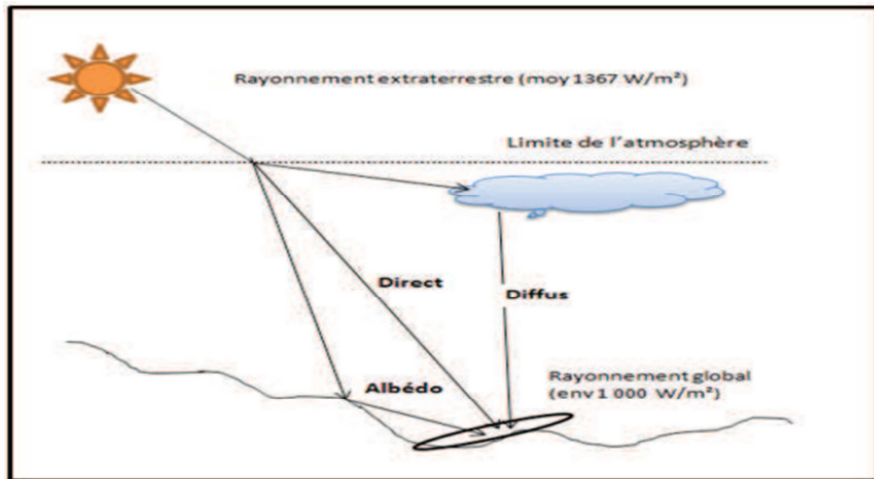 Rayonnement extraterrestre (moy 1367 W/m²)
Limite de l'atmosphère
Direct
Diffus
Albédo
Rayonnement global
(env 1 000 W/m²)